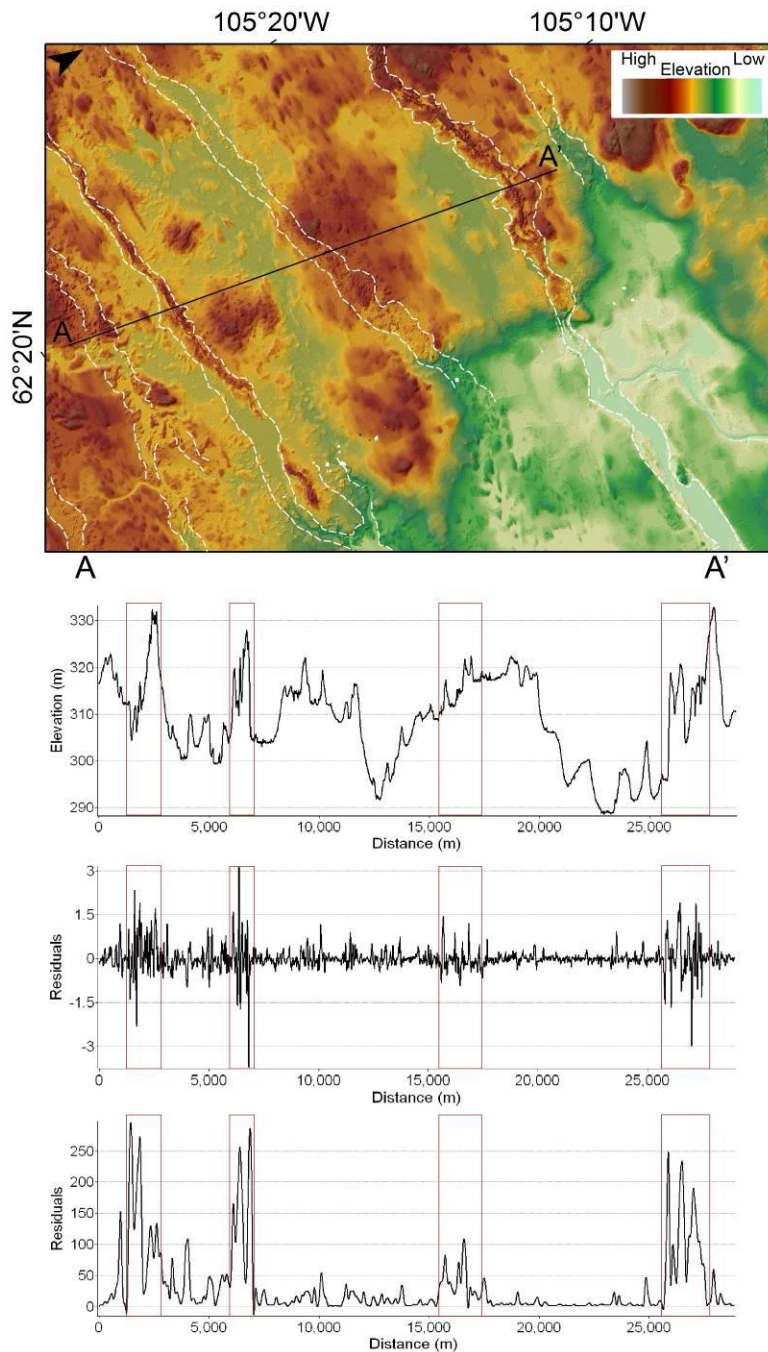 105°20'W 105°10'W
High Low
Elevation
A'
A
62°20'N
A A'
330
320
310
300
290
Elevation (m)
0 5,000 10,000 15,000 20,000 25,000
Distance (m)
3
1.5
0
-1.5
-3
Residuals
0 5,000 10,000 15,000 20,000 25,000
Distance (m)
250
200
150
100
50
0
Residuals
0 5,000 10,000 15,000 20,000 25,000
Distance (m)